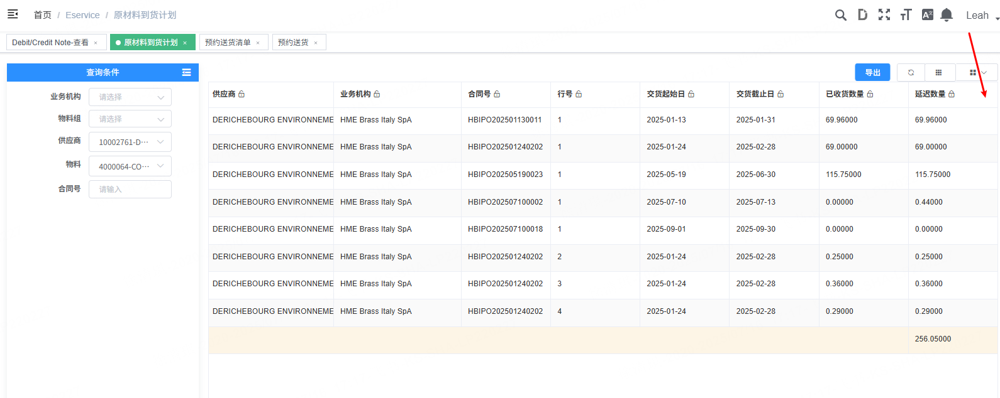 首页 / Eservice / 原材料到货计划
Leah
Debit/Credit Note-查看 ×
原材料到货计划 ×
预约送货清单 ×
预约送货 ×
查询条件
业务机构 请选择
物料组 请选择
供应商 10002761-D···
物料 4000064-CO···
合同号 请输入
导出
供应商 业务机构 合同号 行号 交货起始日 交货截止日 已收货数量 延迟数量
DERICHEBOURG ENVIRONNEME HME Brass Italy SpA HBIPO202501130011 1 2025-01-13 2025-01-31 69.96000 69.96000
DERICHEBOURG ENVIRONNEME HME Brass Italy SpA HBIPO202501240202 1 2025-01-24 2025-02-28 69.00000 69.00000
DERICHEBOURG ENVIRONNEME HME Brass Italy SpA HBIPO202505190023 1 2025-05-19 2025-06-30 115.75000 115.75000
DERICHEBOURG ENVIRONNEME HME Brass Italy SpA HBIPO202507100002 1 2025-07-10 2025-07-13 0.00000 0.44000
DERICHEBOURG ENVIRONNEME HME Brass Italy SpA HBIPO202507100018 1 2025-09-01 2025-09-30 0.00000 0.00000
DERICHEBOURG ENVIRONNEME HME Brass Italy SpA HBIPO202501240202 2 2025-01-24 2025-02-28 0.25000 0.25000
DERICHEBOURG ENVIRONNEME HME Brass Italy SpA HBIPO202501240202 3 2025-01-24 2025-02-28 0.36000 0.36000
DERICHEBOURG ENVIRONNEME HME Brass Italy SpA HBIPO202501240202 4 2025-01-24 2025-02-28 0.29000 0.29000
256.05000